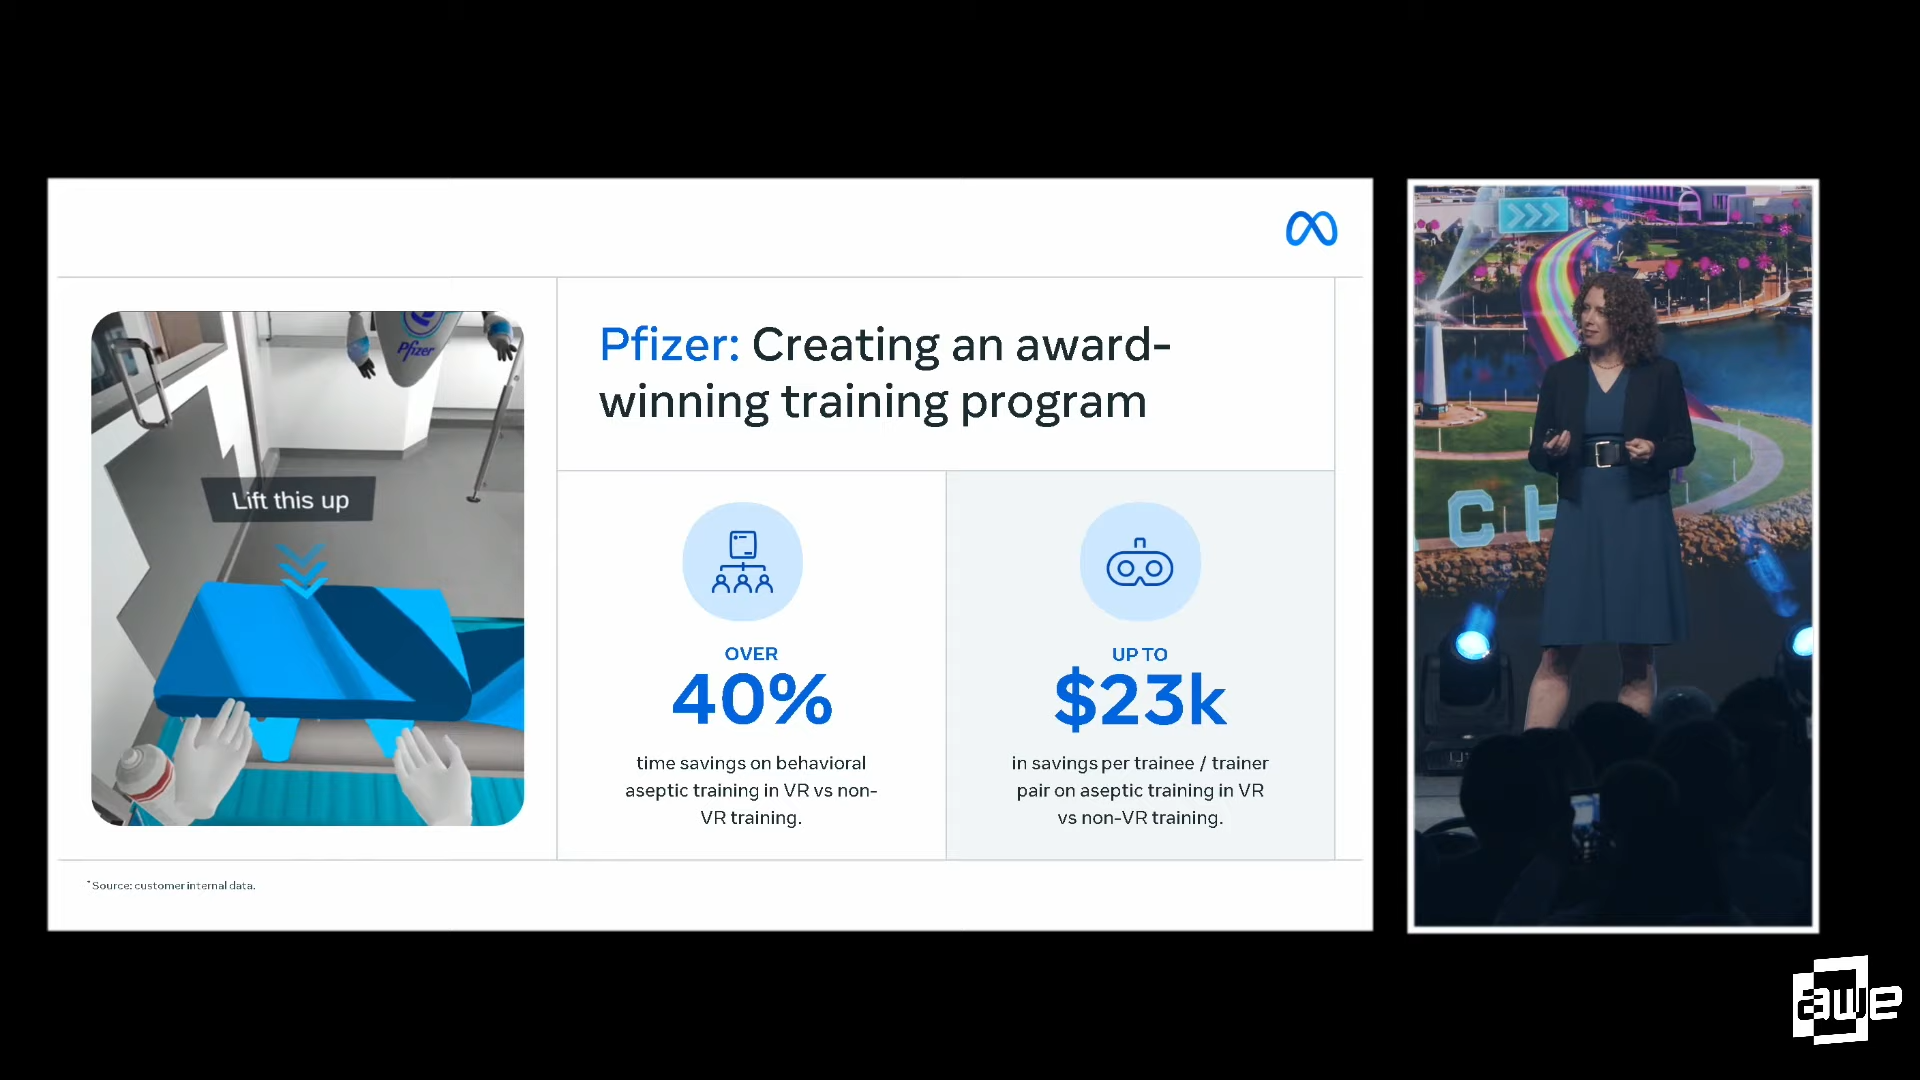 Pfizer
Lift this up
Pfizer: Creating an award-
winning training program
OVER
40%
time savings on behavioral
aseptic training in VR vs non-
VR training.
UP TO
$23k
in savings per trainee / trainer
pair on aseptic training in VR
vs non-VR training.
* Source: customer internal data.
CH
awe